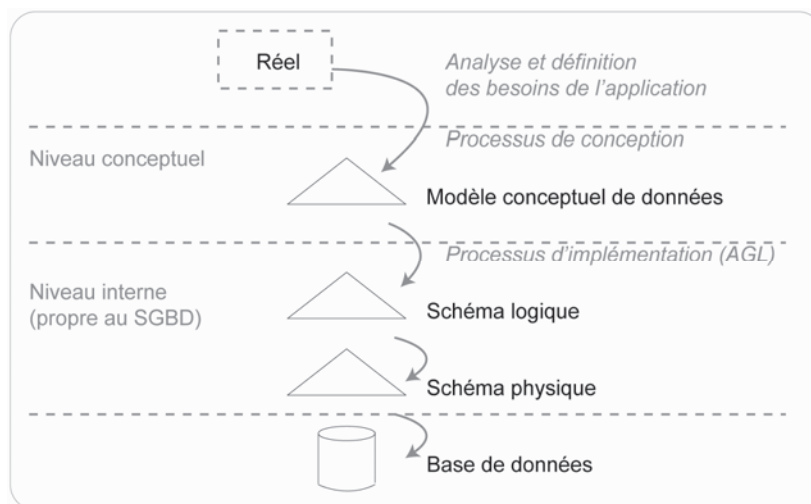 Réel
Analyse et définition
des besoins de l'application
Processus de conception
Niveau conceptuel
Modèle conceptuel de données
Processus d'implémentation (AGL)
Niveau interne
(propre au SGBD)
Schéma logique
Schéma physique
Base de données